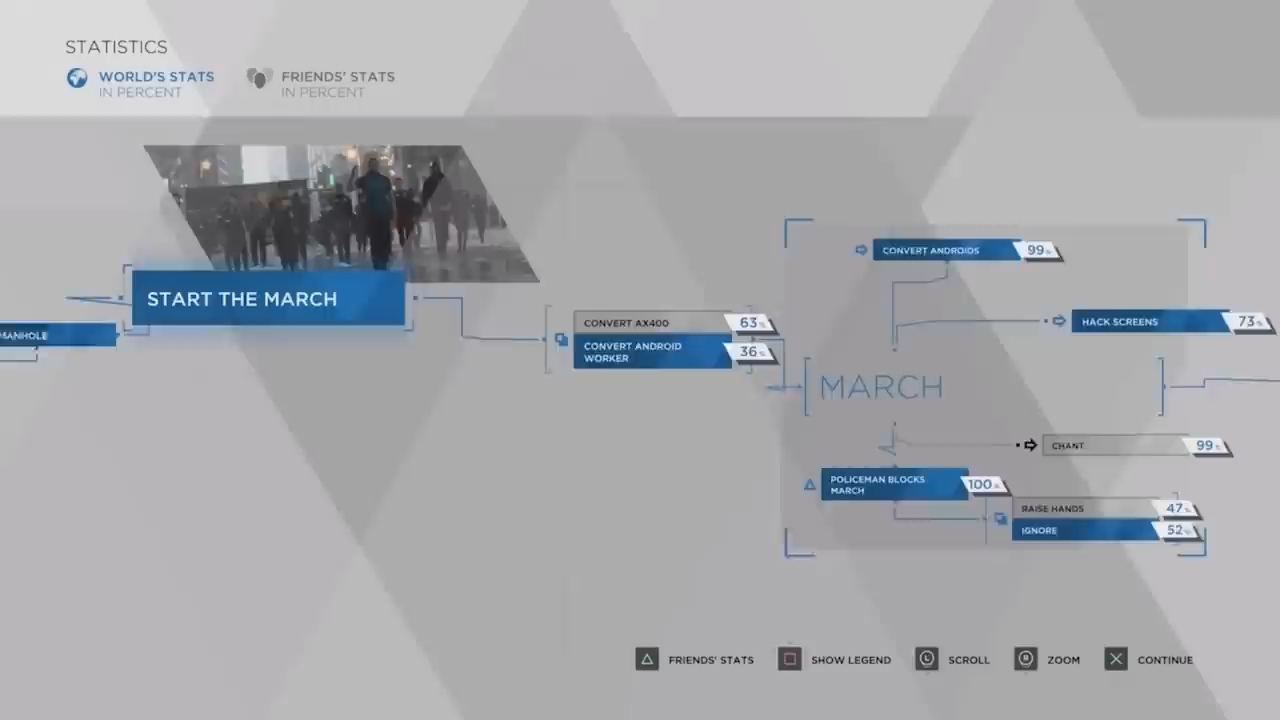 STATISTICS
WORLD'S STATS
IN PERCENT
FRIENDS' STATS
IN PERCENT
START THE MARCH
MANHOLE
CONVERT AX400 63%
CONVERT ANDROID WORKER 36%
CONVERT ANDROIDS 99%
HACK SCREENS 73%
MARCH
CHANT 99%
POLICEMAN BLOCKS
MARCH 100%
RAISE HANDS 47%
IGNORE 52%
FRIENDS' STATS
SHOW LEGEND
L SCROLL
R ZOOM
CONTINUE